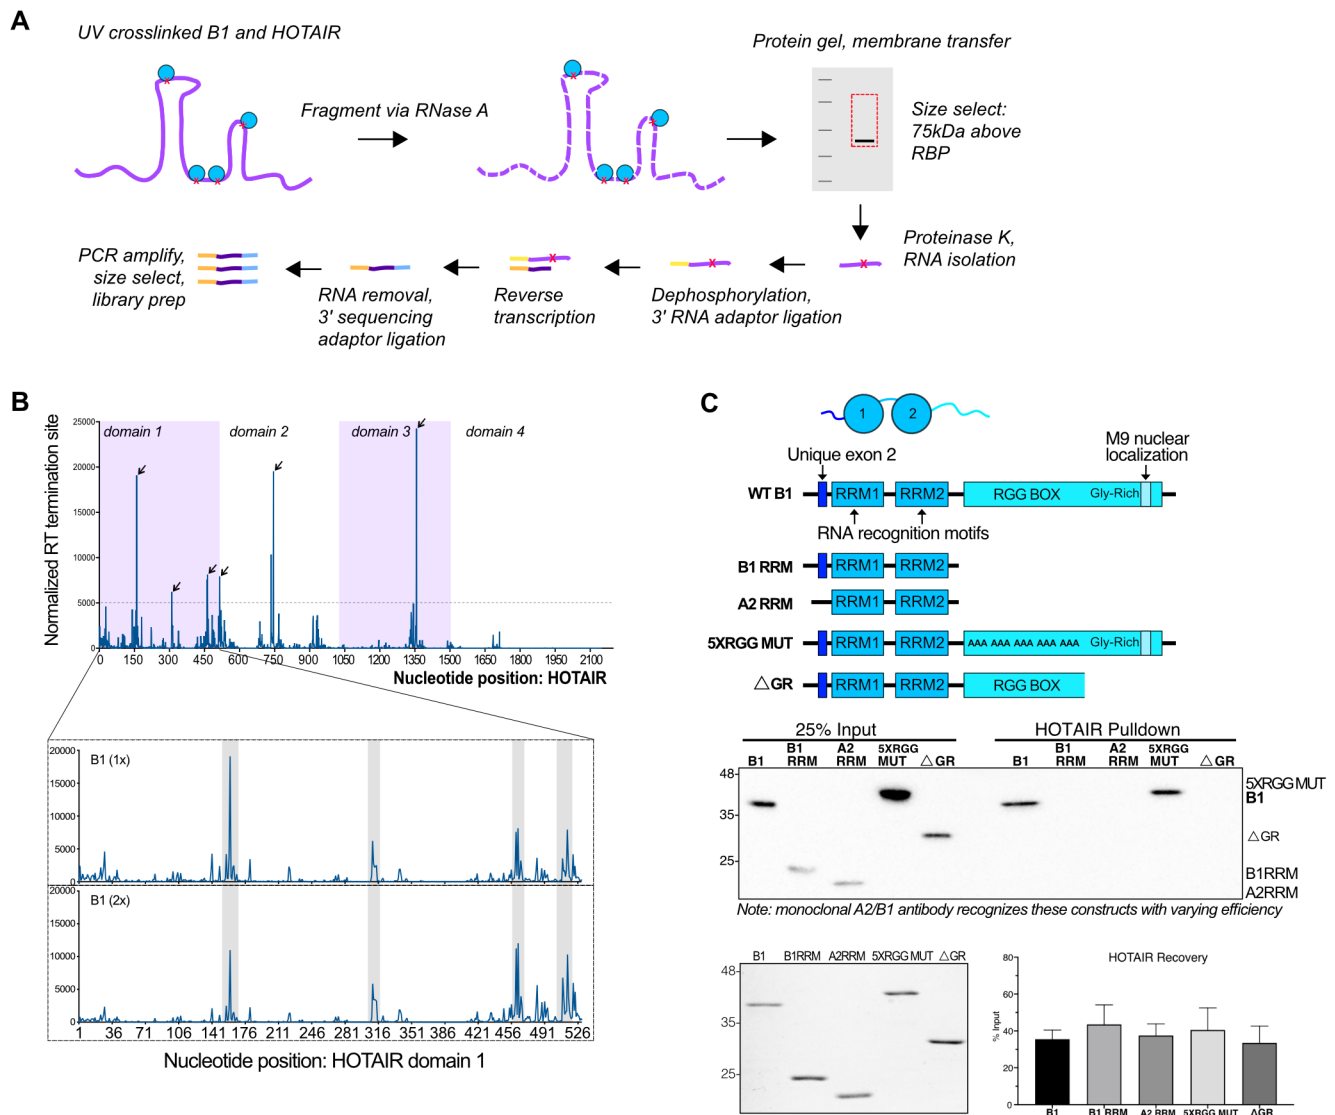 A
UV crosslinked B1 and HOTAIR
Fragment via RNase A
Protein gel, membrane transfer
Size select:
75kDa above
RBP
Proteinase K,
RNA isolation
Dephosphorylation,
3' RNA adaptor ligation
Reverse
transcription
RNA removal,
3' sequencing
adaptor ligation
PCR amplify,
size select,
library prep
B
Normalized RT termination site
25000
20000
15000
10000
5000
0
domain 1
domain 2
domain 3
domain 4
0 150 300 450 600 750 900 1050 1200 1350 1500 1650 1800 1950 2100
Nucleotide position: HOTAIR
20000
15000
10000
5000
0
B1 (1x)
20000
15000
10000
5000
0
B1 (2x)
1 36 71 106 141 176 211 246 281 316 351 386 421 456 491 526
Nucleotide position: HOTAIR domain 1
C
1 2
Unique exon 2
M9 nuclear
localization
WT B1
RRM1 RRM2 RGG BOX Gly-Rich
RNA recognition motifs
B1 RRM RRM1 RRM2
A2 RRM RRM1 RRM2
5XRGG MUT RRM1 RRM2 AAA AAA AAA AAA AAA Gly-Rich
△GR RRM1 RRM2 RGG BOX
25% Input
HOTAIR Pulldown
B1 B1 RRM A2 RRM 5XRGG MUT △GR
B1 B1 RRM A2 RRM 5XRGG MUT △GR
48
35
25
5XRGG MUT
B1
△GR
B1RRM
A2RRM
Note: monoclonal A2/B1 antibody recognizes these constructs with varying efficiency
B1 B1RRM A2RRM 5XRGG MUT △GR
48
35
25
HOTAIR Recovery
% Input
80
60
40
20
0
B1 B1 RRM A2 RRM 5XRGG MUT ΔGR